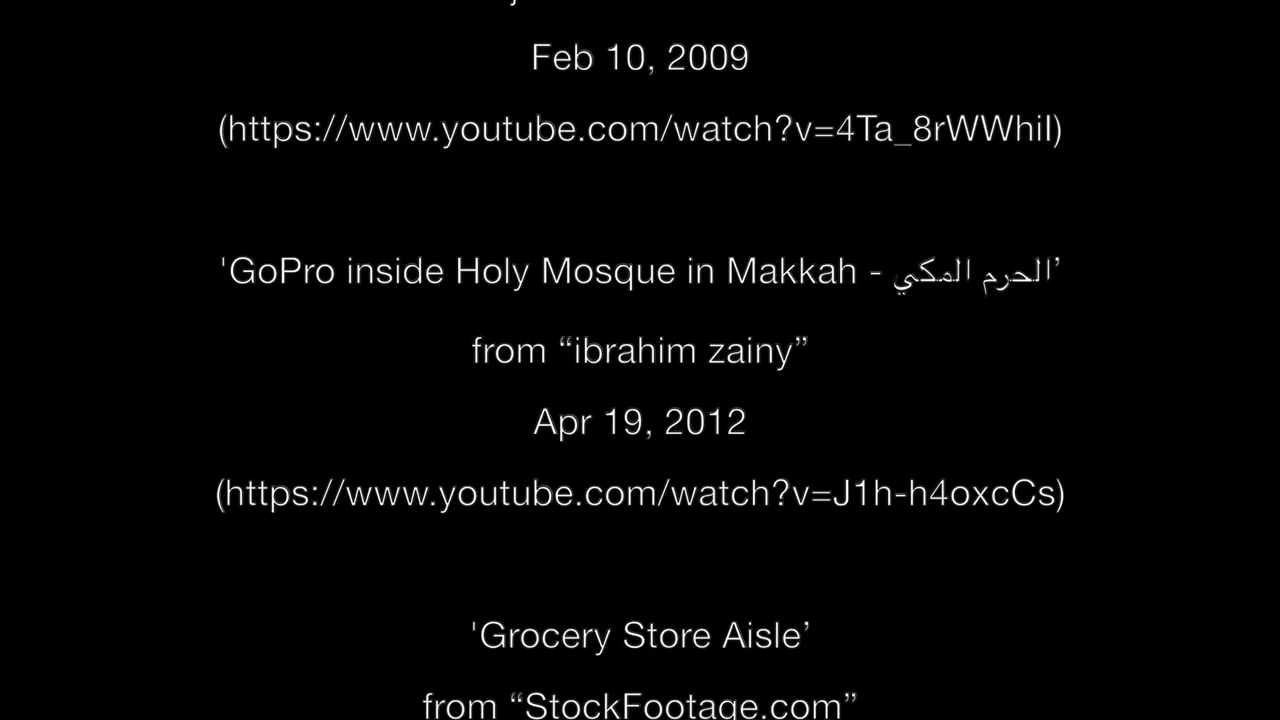 Feb 10, 2009
(https://www.youtube.com/watch?v=4Ta_8rWWhiI)
'GoPro inside Holy Mosque in Makkah - الحرم المكي’
from “ibrahim zainy”
Apr 19, 2012
(https://www.youtube.com/watch?v=J1h-h4oxcCs)
'Grocery Store Aisle’
from “StockFootage.com”